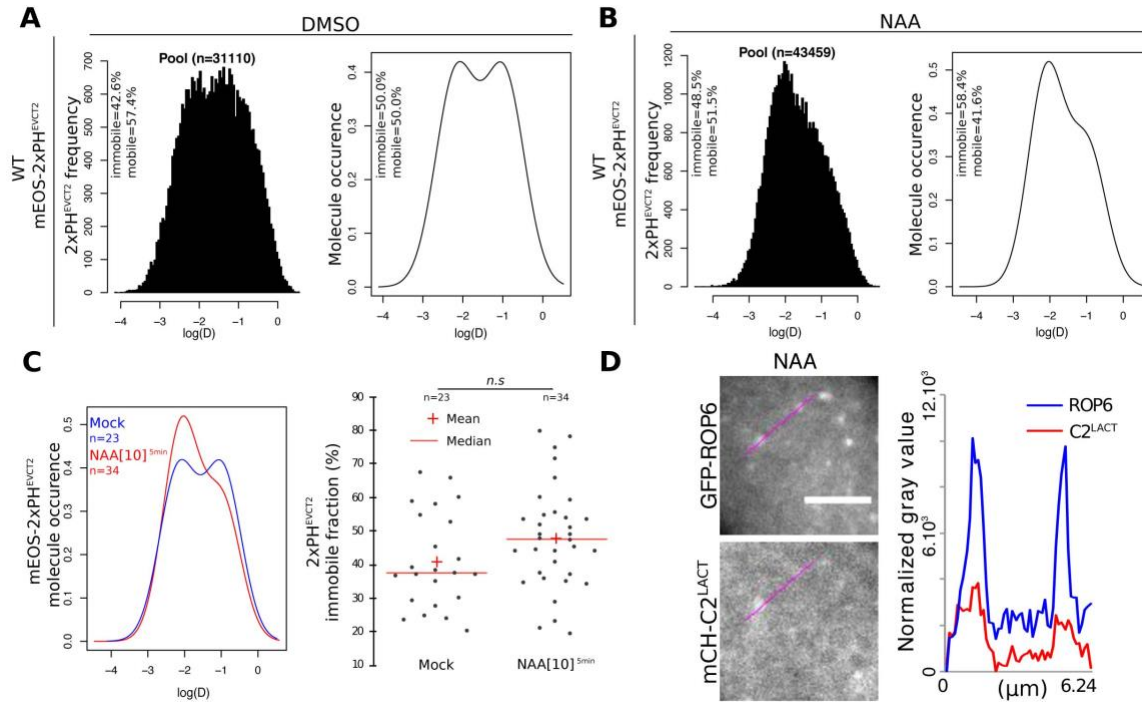 A
DMSO
WT
mEOS-2xPH^EVCT2
2xPH^EVCT2 frequency
immobile=42.6%
mobile=57.4%
Pool (n=31110)
700
600
500
400
300
200
100
0
−4 −3 −2 −1 0
log(D)
Molecule occurence
immobile=50.0%
mobile=50.0%
0.4
0.3
0.2
0.1
0.0
−4 −3 −2 −1 0
log(D)
B
NAA
WT
mEOS-2xPH^EVCT2
2xPH^EVCT2 frequency
immobile=48.5%
mobile=51.5%
Pool (n=43459)
1200
1000
800
600
400
200
0
−4 −3 −2 −1 0
log(D)
Molecule occurence
immobile=58.4%
mobile=41.6%
0.5
0.4
0.3
0.2
0.1
0.0
−4 −3 −2 −1 0
log(D)
C
mEOS-2xPH^EVCT2
molecule occurence
0.5
0.4
0.3
0.2
0.1
0.0
Mock
n=23
NAA[10]^5min
n=34
−4 −3 −2 −1 0
log(D)
2xPH^EVCT2
immobile fraction (%)
90
80
70
60
50
40
30
20
10
n.s
n=23 n=34
Mean
Median
Mock NAA[10]^5min
D
NAA
GFP-ROP6
mCH-C2^LACT
Normalized gray value
12.10³
6.10³
0
ROP6
C2^LACT
0 (μm) 6.24